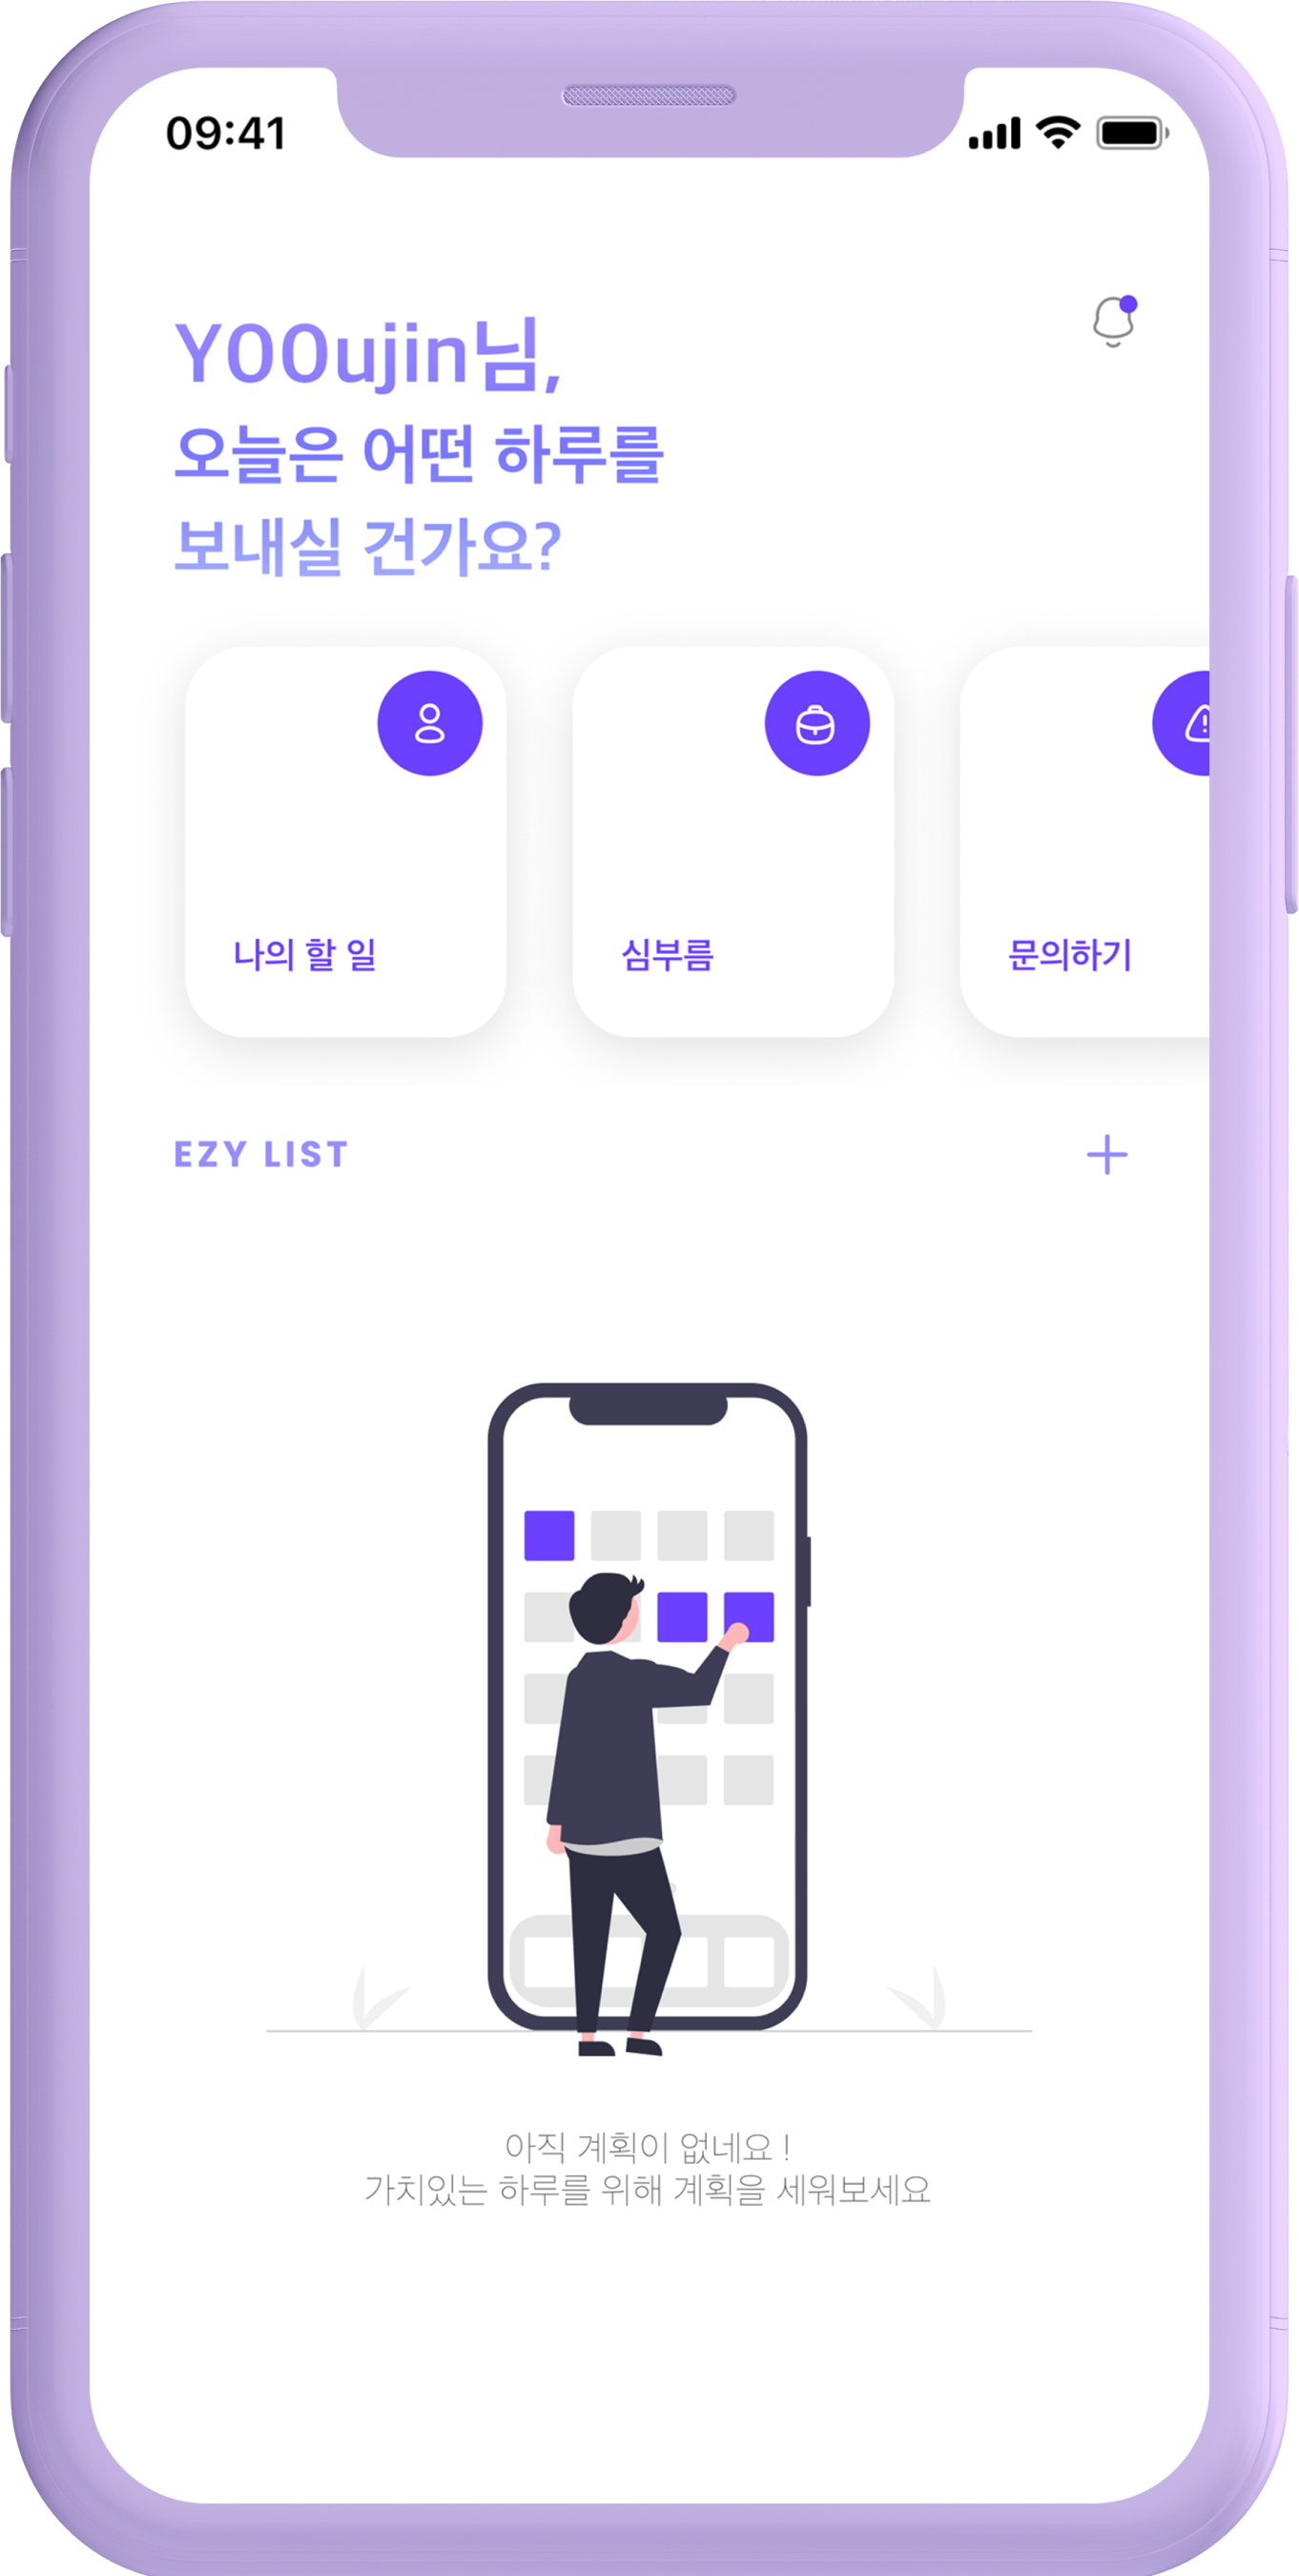 09:41
YOOujin님,
오늘은 어떤 하루를
보내실 건가요?
나의 할 일
심부름
문의하기
EZY LIST
아직 계획이 없네요 !
가치있는 하루를 위해 계획을 세워보세요